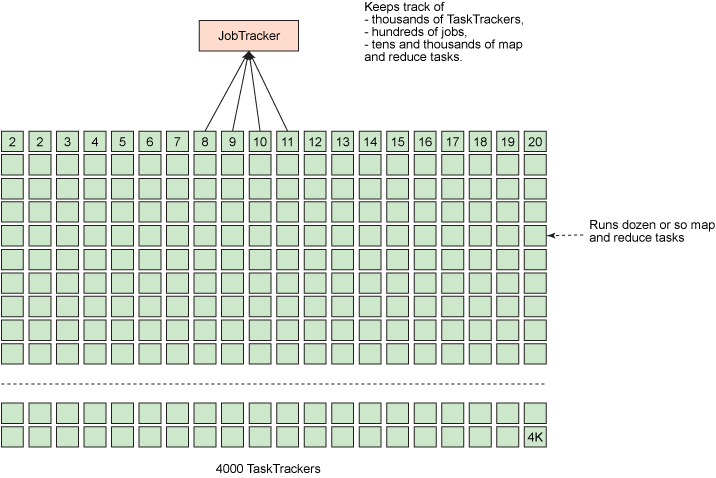 Keeps track of
- thousands of TaskTrackers,
- hundreds of jobs,
- tens and thousands of map
and reduce tasks.
JobTracker
2 2 3 4 5 6 7 8 9 10 11 12 13 14 15 16 17 18 19 20
Runs dozen or so map
and reduce tasks
4K
4000 TaskTrackers